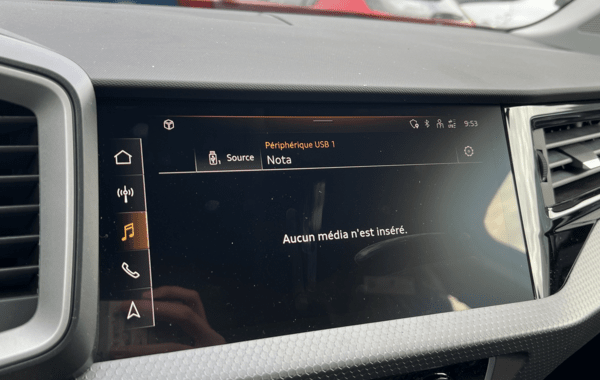 9:53
Périphérique USB 1
Source
Nota
Aucun média n'est inséré.